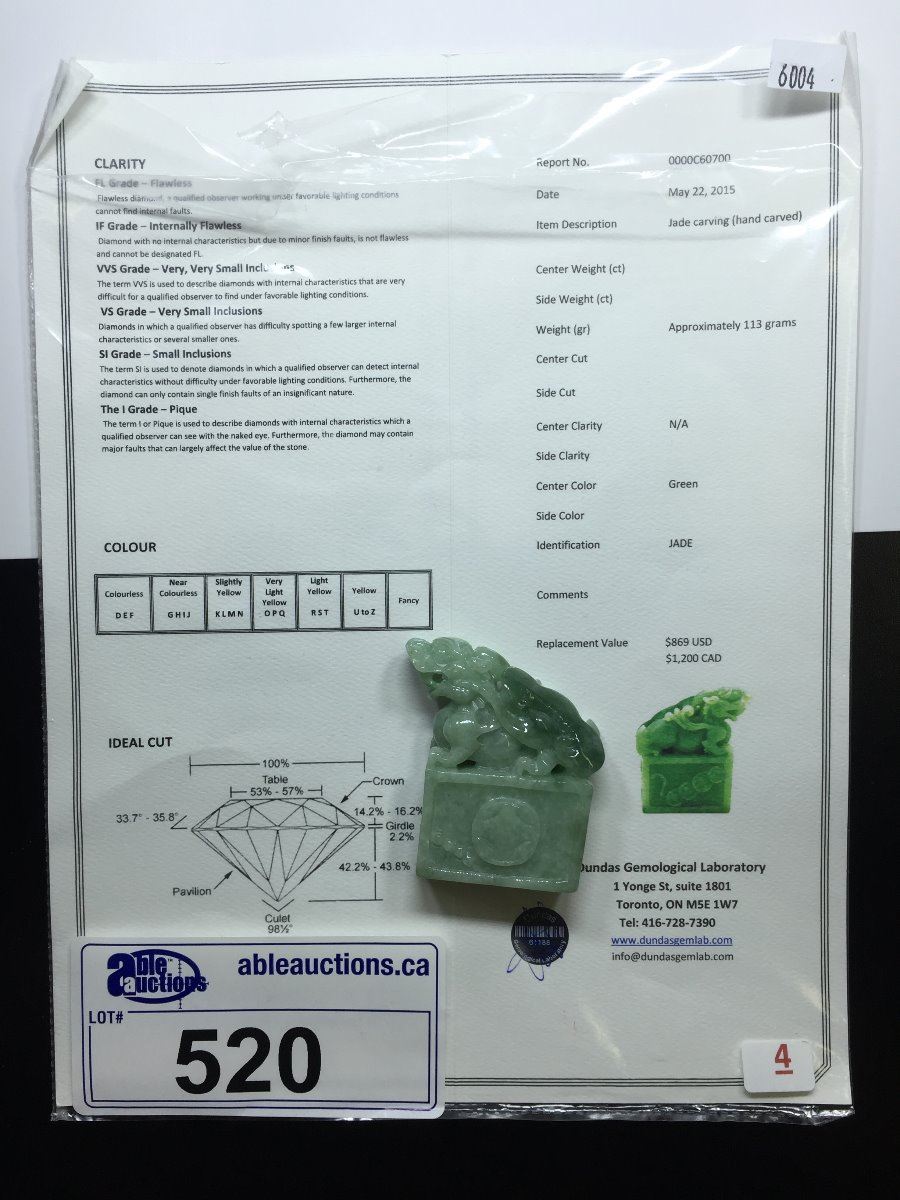 6004
CLARITY
FL Grade – Flawless
Flawless diamond, a qualified observer working under favorable lighting conditions
cannot find internal faults.
IF Grade – Internally Flawless
Diamond with no internal characteristics but due to minor finish faults, is not flawless
and cannot be designated FL.
VVS Grade – Very, Very Small
The term VVS is used to describe diamonds with internal characteristics that are very
difficult for a qualified observer to find under favorable lighting conditions.
VS Grade – Very Small Inclusions
Diamonds in which a qualified observer has difficulty spotting a few larger internal
characteristics or several smaller ones.
SI Grade – Small Inclusions
The term SI is used to denote diamonds in which a qualified observer can detect internal
characteristics without difficulty under favorable lighting conditions. Furthermore, the
diamond can only contain single finish faults of an insignificant nature.
The I Grade – Pique
The term I or Pique is used to describe diamonds with internal characteristics which a
qualified observer can see with the naked eye. Furthermore, the diamond may contain
major faults that can largely affect the value of the stone.
COLOUR
Colourless
D E F
Near
Colourless
G H I J
Slightly
Yellow
K L M N
Very
Light
Yellow
O P Q
Light
Yellow
R S T
Yellow
U to Z
Fancy
IDEAL CUT
100%
Table
53% - 57%
Crown
33.7° - 35.8°
14.2% - 16.2%
Girdle
2.2%
42.2% - 43.8%
Pavilion
Culet
98½°
Report No. 0000C60700
Date May 22, 2015
Item Description Jade carving (hand carved)
Center Weight (ct)
Side Weight (ct)
Weight (gr) Approximately 113 grams
Center Cut
Side Cut
Center Clarity N/A
Side Clarity
Center Color Green
Side Color
Identification JADE
Comments
Replacement Value $869 USD
$1,200 CAD
Dundas Gemological Laboratory
1 Yonge St, suite 1801
Toronto, ON M5E 1W7
Tel: 416-728-7390
www.dundasgemlab.com
info@dundasgemlab.com
Dundas
Gemological Laboratory
able auctions
ableauctions.ca
LOT#
520
4